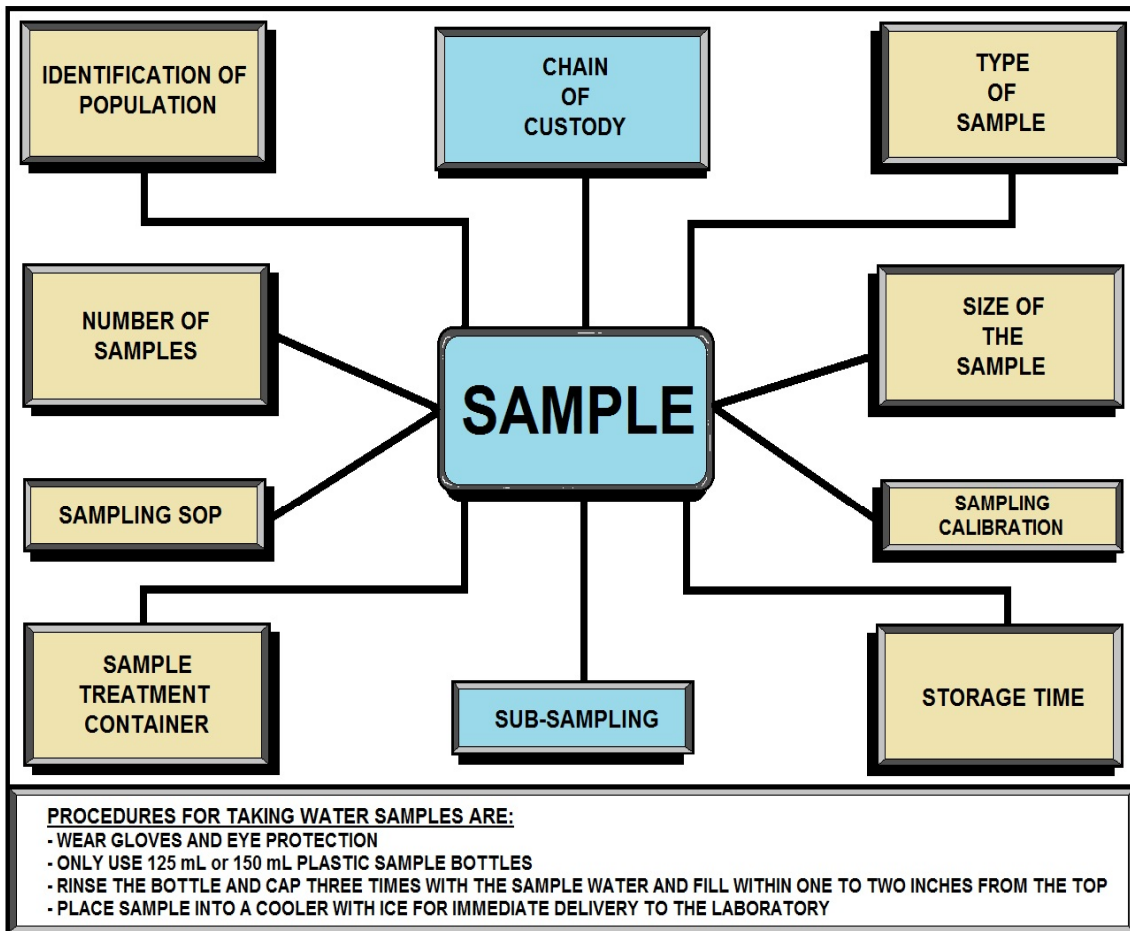 IDENTIFICATION OF
POPULATION
CHAIN
OF
CUSTODY
TYPE
OF
SAMPLE
NUMBER OF
SAMPLES
SAMPLE
SIZE OF
THE
SAMPLE
SAMPLING SOP
SAMPLING
CALIBRATION
SAMPLE
TREATMENT
CONTAINER
SUB-SAMPLING
STORAGE TIME
PROCEDURES FOR TAKING WATER SAMPLES ARE:
- WEAR GLOVES AND EYE PROTECTION
- ONLY USE 125 mL or 150 mL PLASTIC SAMPLE BOTTLES
- RINSE THE BOTTLE AND CAP THREE TIMES WITH THE SAMPLE WATER AND FILL WITHIN ONE TO TWO INCHES FROM THE TOP
- PLACE SAMPLE INTO A COOLER WITH ICE FOR IMMEDIATE DELIVERY TO THE LABORATORY